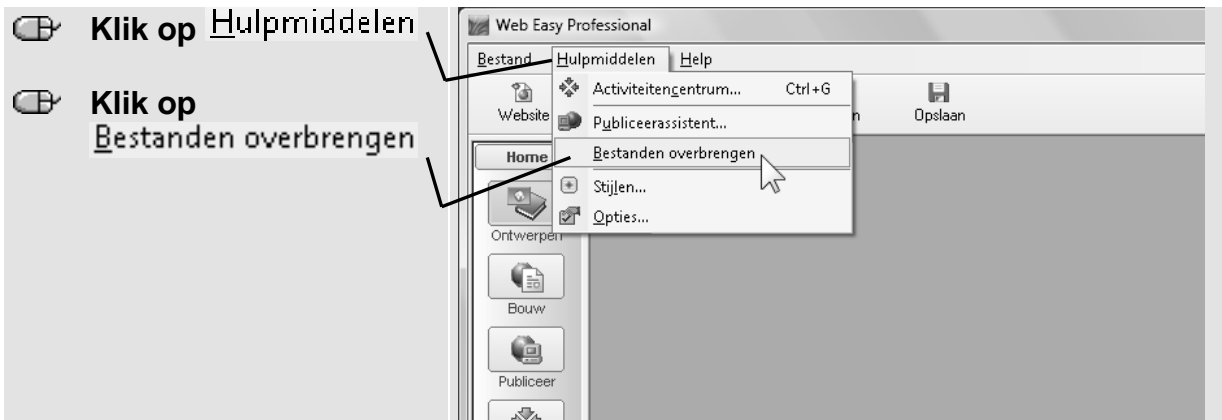 Klik op Hulpmiddelen
Klik op
Bestanden overbrengen
Web Easy Professional
Bestand Hulpmiddelen Help
Activiteitencentrum... Ctrl+G
Website Opslaan
Publiceerassistent...
Home Bestanden overbrengen
Stijlen...
Opties...
Ontwerpen
Bouw
Publiceer